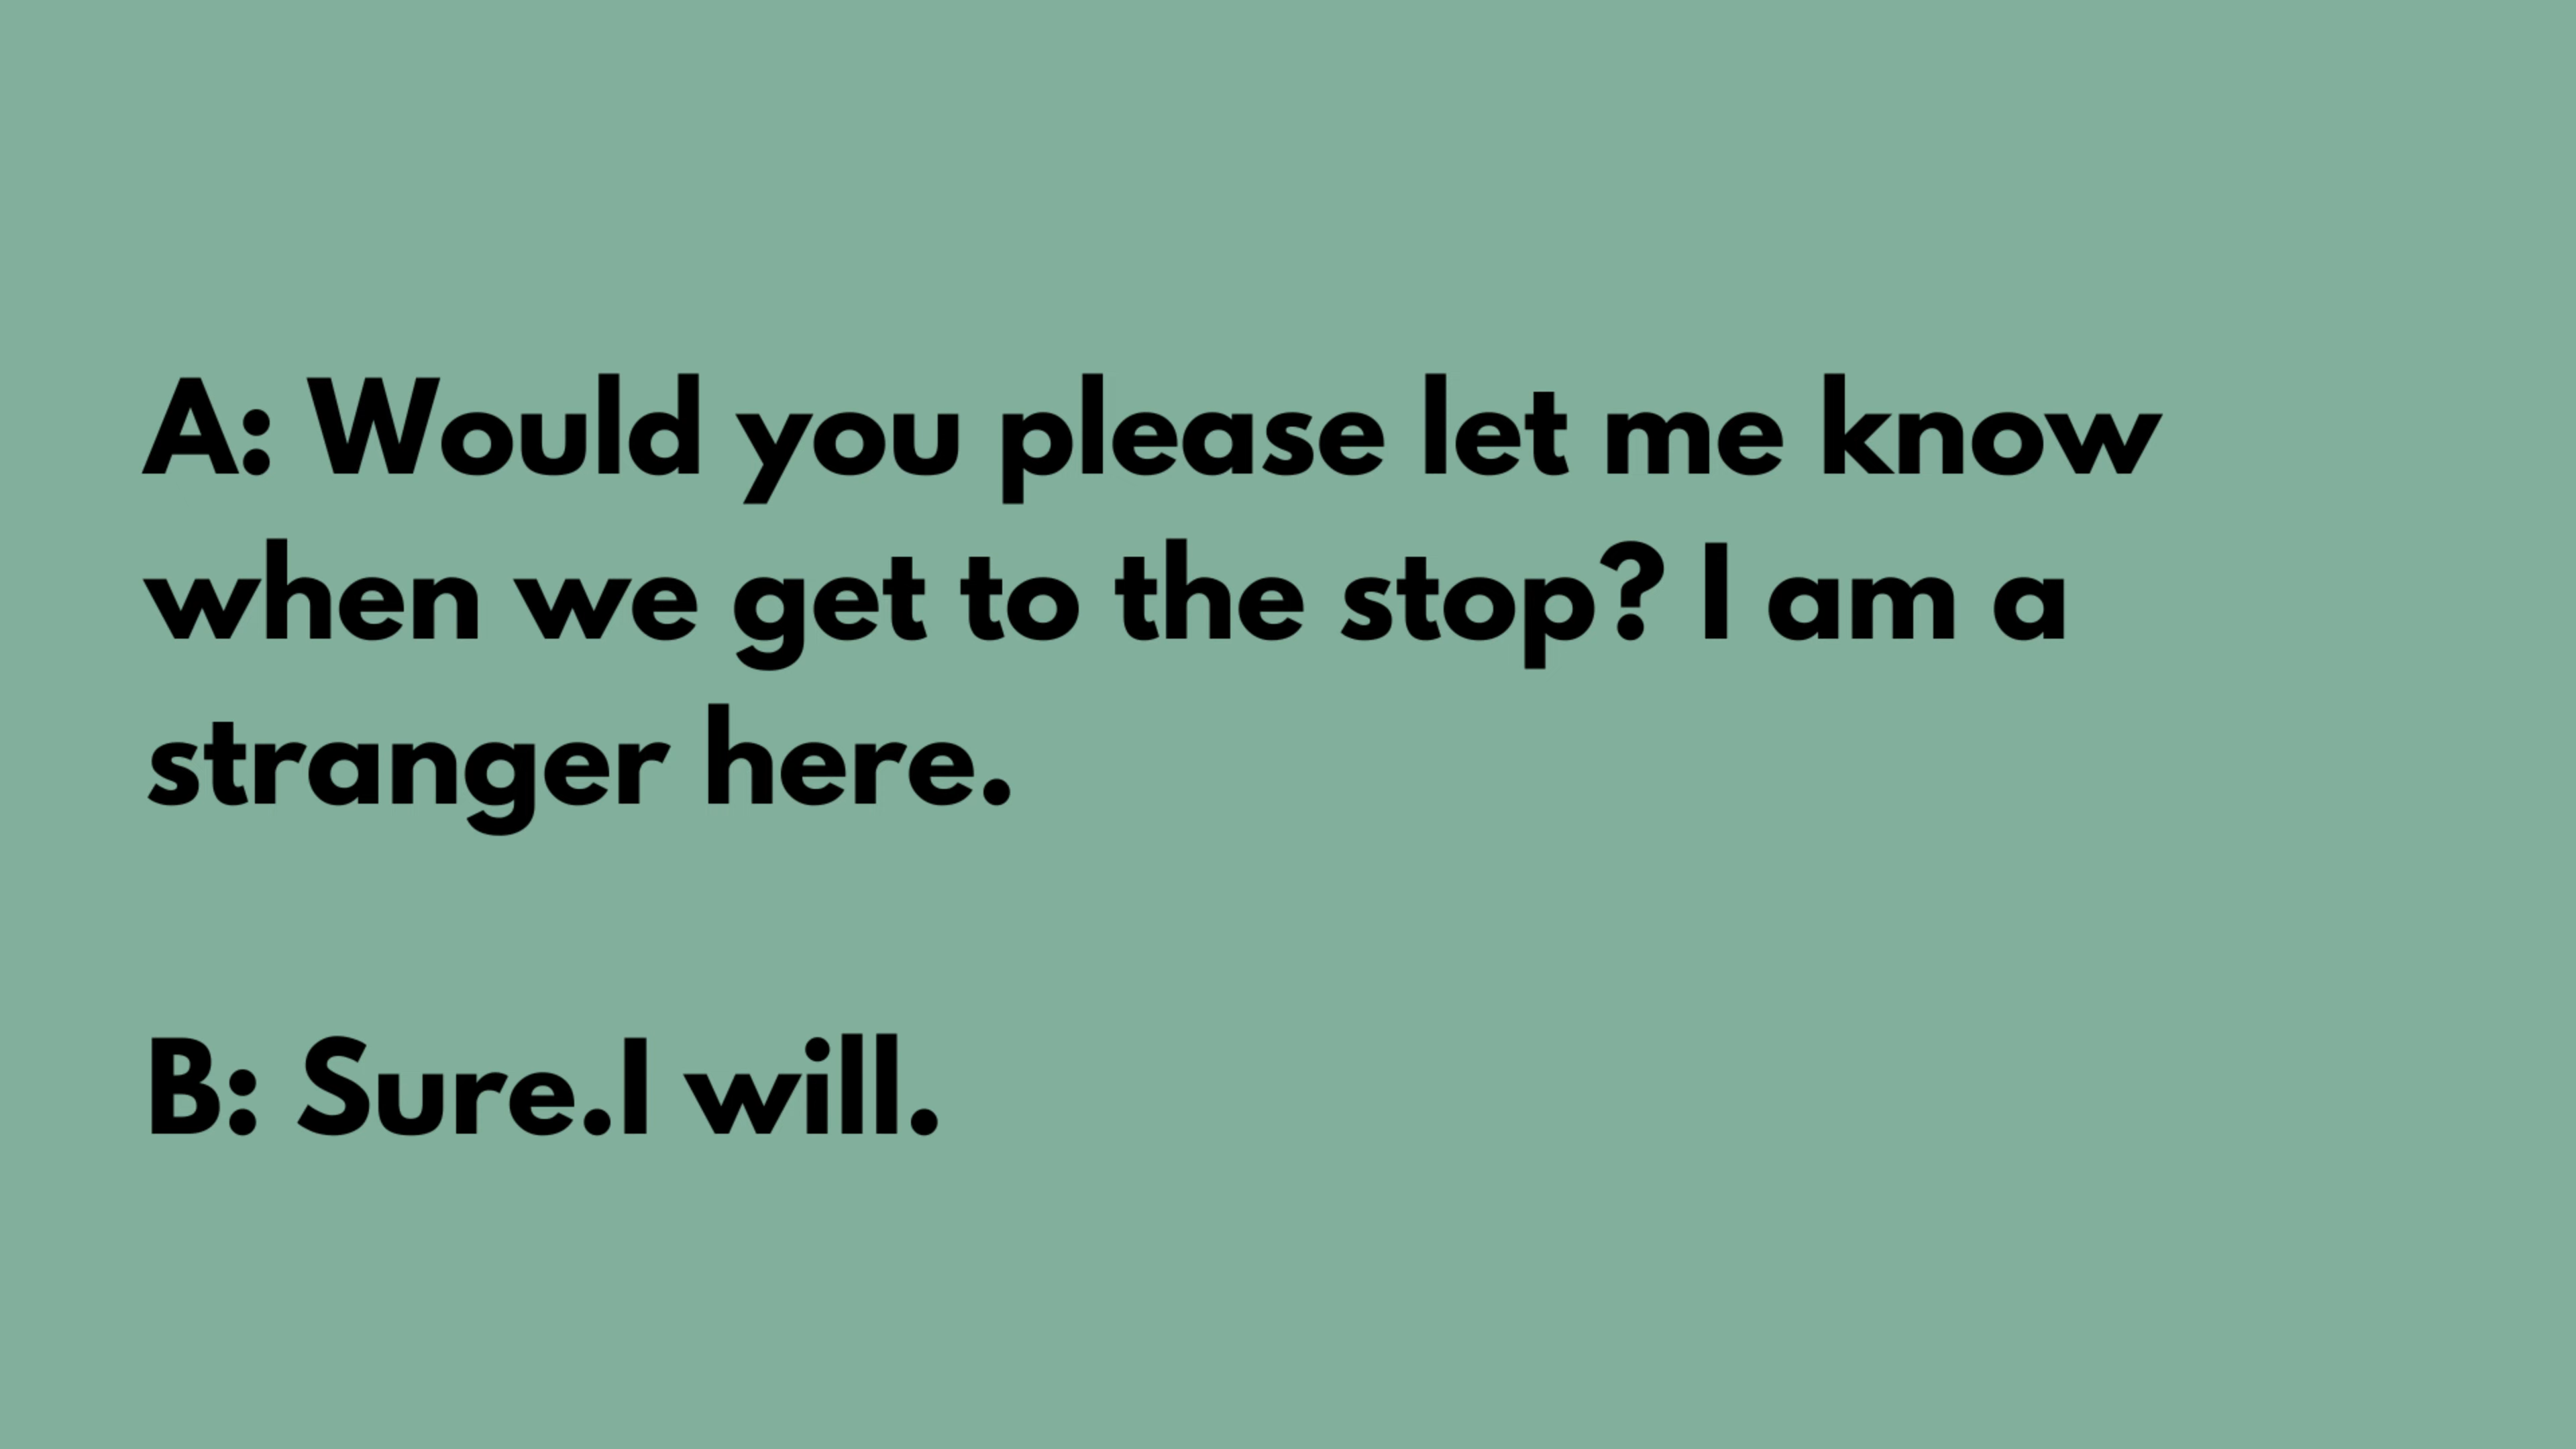 A: Would you please let me know
when we get to the stop? I am a
stranger here.
B: Sure.I will.